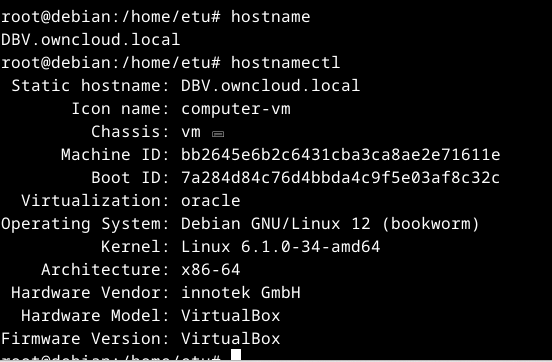 root@debian:/home/etu# hostname
DBV.owncloud.local
root@debian:/home/etu# hostnamectl
Static hostname: DBV.owncloud.local
Icon name: computer-vm
Chassis: vm
Machine ID: bb2645e6b2c6431cba3ca8ae2e71611e
Boot ID: 7a284d84c76d4bbda4c9f5e03af8c32c
Virtualization: oracle
Operating System: Debian GNU/Linux 12 (bookworm)
Kernel: Linux 6.1.0-34-amd64
Architecture: x86-64
Hardware Vendor: innotek GmbH
Hardware Model: VirtualBox
Firmware Version: VirtualBox
root@debian:/home/etu#